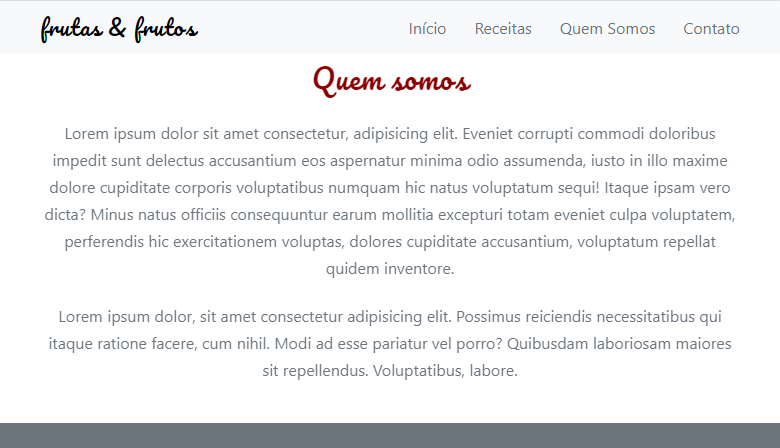 frutas & frutos
Início Receitas Quem Somos Contato
Quem somos
Lorem ipsum dolor sit amet consectetur, adipisicing elit. Eveniet corrupti commodi doloribus
impedit sunt delectus accusantium eos aspernatur minima odio assumenda, iusto in illo maxime
dolore cupiditate corporis voluptatibus numquam hic natus voluptatum sequi! Itaque ipsam vero
dicta? Minus natus officiis consequuntur earum mollitia excepturi totam eveniet culpa voluptatem,
perferendis hic exercitationem voluptas, dolores cupiditate accusantium, voluptatum repellat
quidem inventore.
Lorem ipsum dolor, sit amet consectetur adipisicing elit. Possimus reiciendis necessitatibus qui
itaque ratione facere, cum nihil. Modi ad esse pariatur vel porro? Quibusdam laboriosam maiores
sit repellendus. Voluptatibus, labore.